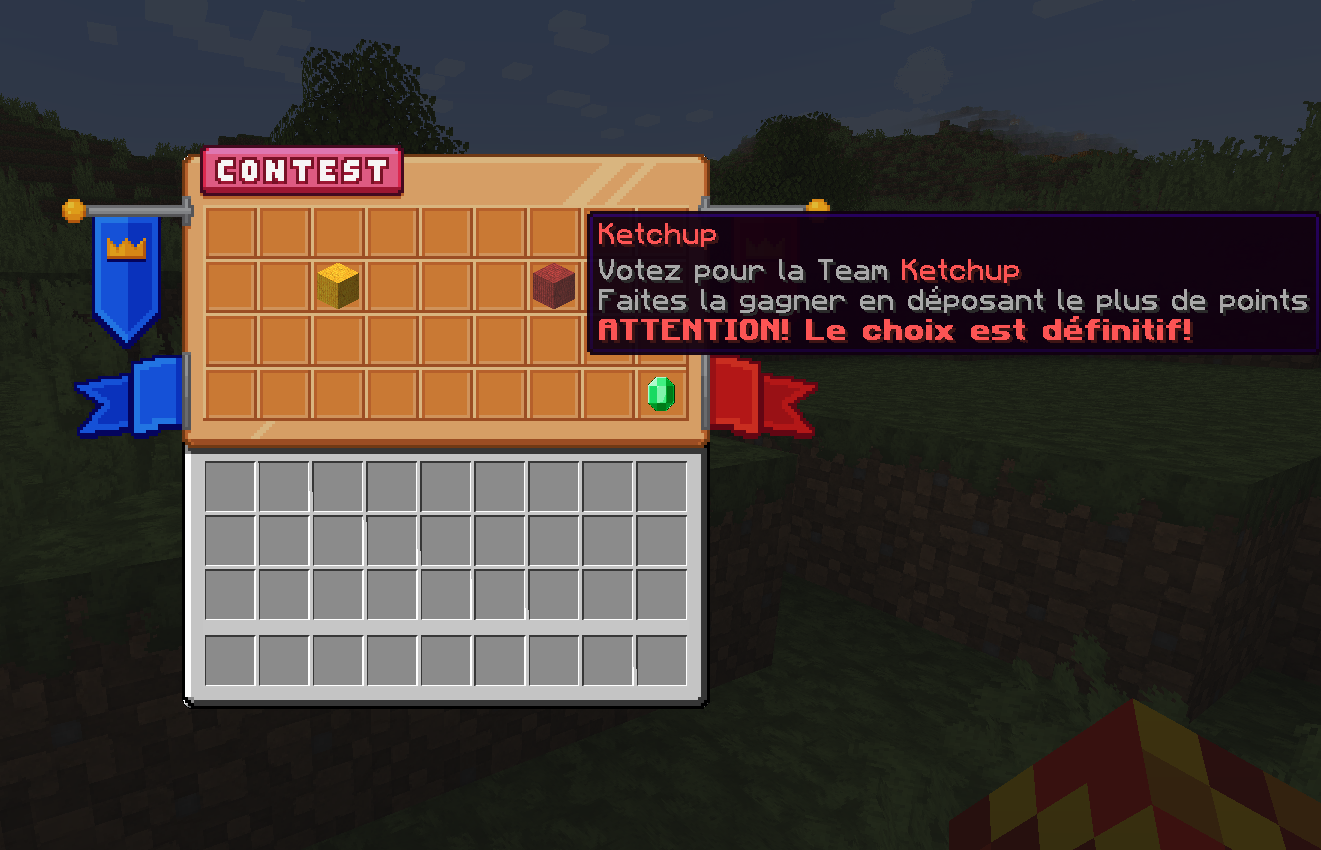 CONTEST
Ketchup
Votez pour la Team Ketchup
Faites la gagner en déposant le plus de points
ATTENTION! Le choix est définitif!